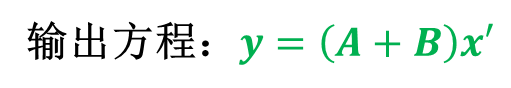 输出方程：y = (A + B)x′